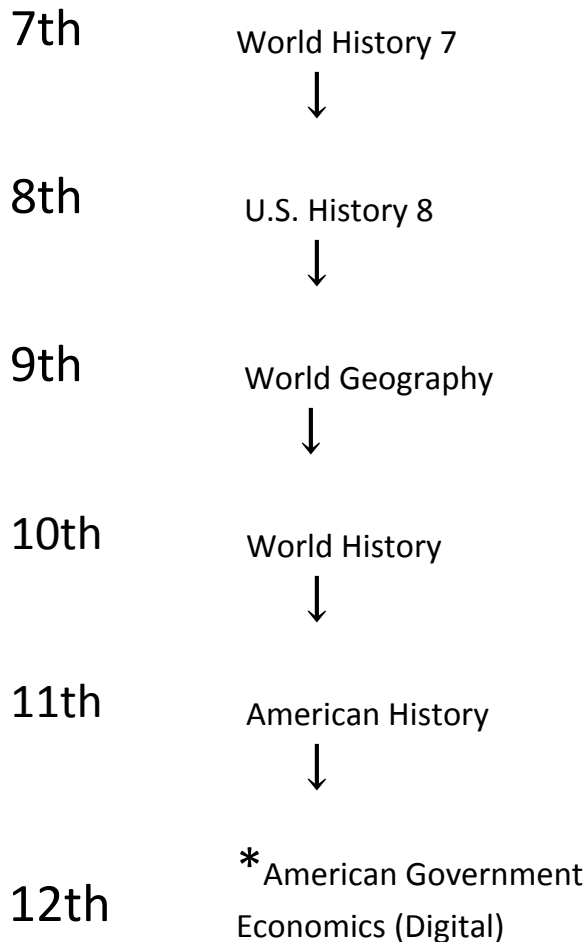 7th
World History 7
↓
8th
U.S. History 8
↓
9th
World Geography
↓
10th
World History
↓
11th
American History
↓
12th
*American Government
Economics (Digital)